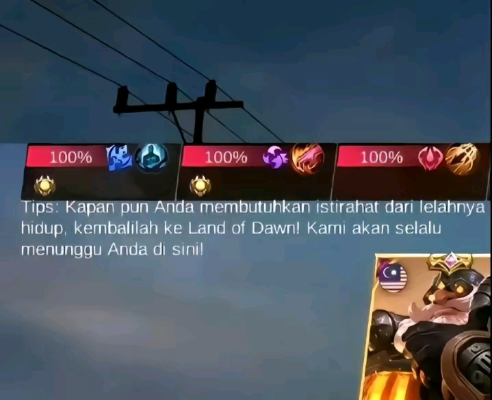 100% 100% 100%
Tips: Kapan pun Anda membutuhkan istirahat dari lelahnya
hidup, kembalilah ke Land of Dawn! Kami akan selalu
menunggu Anda di sini!